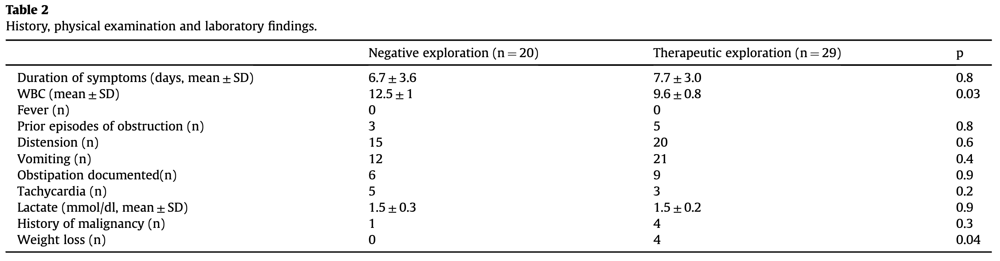 Table 2
History, physical examination and laboratory findings.
Negative exploration (n = 20) Therapeutic exploration (n = 29) p
Duration of symptoms (days, mean ± SD) 6.7 ± 3.6 7.7 ± 3.0 0.8
WBC (mean ± SD) 12.5 ± 1 9.6 ± 0.8 0.03
Fever (n) 0 0
Prior episodes of obstruction (n) 3 5 0.8
Distension (n) 15 20 0.6
Vomiting (n) 12 21 0.4
Obstipation documented(n) 6 9 0.9
Tachycardia (n) 5 3 0.2
Lactate (mmol/dl, mean ± SD) 1.5 ± 0.3 1.5 ± 0.2 0.9
History of malignancy (n) 1 4 0.3
Weight loss (n) 0 4 0.04